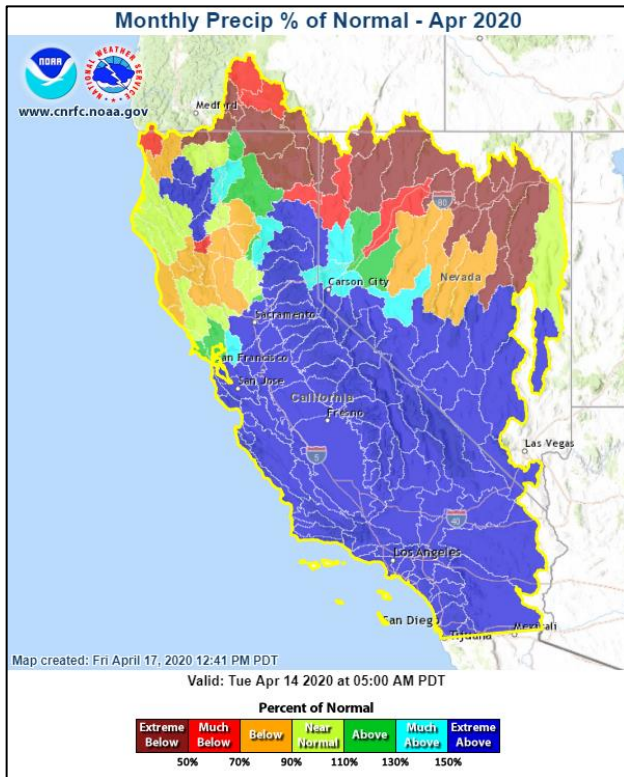 Monthly Precip % of Normal - Apr 2020
NOAA
NATIONAL WEATHER SERVICE
www.cnrfc.noaa.gov
Medford
80
Nevada
Carson City
Sacramento
San Francisco
San Jose
California
Fresno
Las Vegas
5
40
Los Angeles
San Diego
Tijuana
Mexicali
Map created: Fri April 17, 2020 12:41 PM PDT
Valid: Tue Apr 14 2020 at 05:00 AM PDT
Percent of Normal
Extreme Below Much Below Below Near Normal Above Much Above Extreme Above
50% 70% 90% 110% 130% 150%